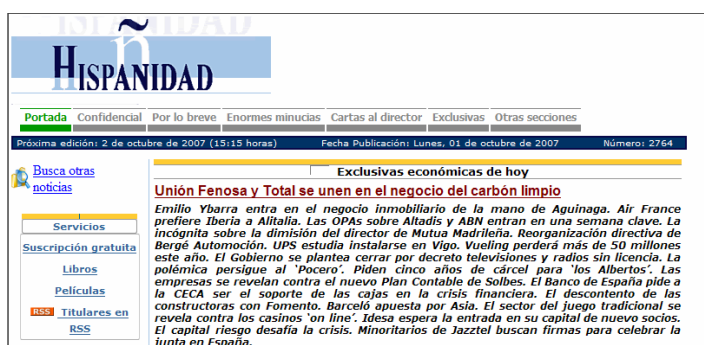 HISPANIDAD
Portada Confidencial Por lo breve Enormes minucias Cartas al director Exclusivas Otras secciones
Próxima edición: 2 de octubre de 2007 (15:15 horas) Fecha Publicación: Lunes, 01 de octubre de 2007 Número: 2764
Busca otras
noticias
Servicios
Suscripción gratuita
Libros
Películas
RSS Titulares en
RSS
Exclusivas económicas de hoy
Unión Fenosa y Total se unen en el negocio del carbón limpio
Emilio Ybarra entra en el negocio inmobiliario de la mano de Aguinaga. Air France
prefiere Iberia a Alitalia. Las OPAs sobre Altadis y ABN entran en una semana clave. La
incógnita sobre la dimisión del director de Mutua Madrileña. Reorganización directiva de
Bergé Automoción. UPS estudia instalarse en Vigo. Vueling perderá más de 50 millones
este año. El Gobierno se plantea cerrar por decreto televisiones y radios sin licencia. La
polémica persigue al ‘Pocero’. Piden cinco años de cárcel para ‘los Albertos’. Las
empresas se revelan contra el nuevo Plan Contable de Solbes. El Banco de España pide a
la CECA ser el soporte de las cajas en la crisis financiera. El descontento de las
constructoras con Fomento. Barceló apuesta por Asia. El sector del juego tradicional se
revela contra los casinos ‘on line’. Idesa espera la entrada en su capital de nuevo socios.
El capital riesgo desafía la crisis. Minoritarios de Jazztel buscan firmas para celebrar la
junta en España.